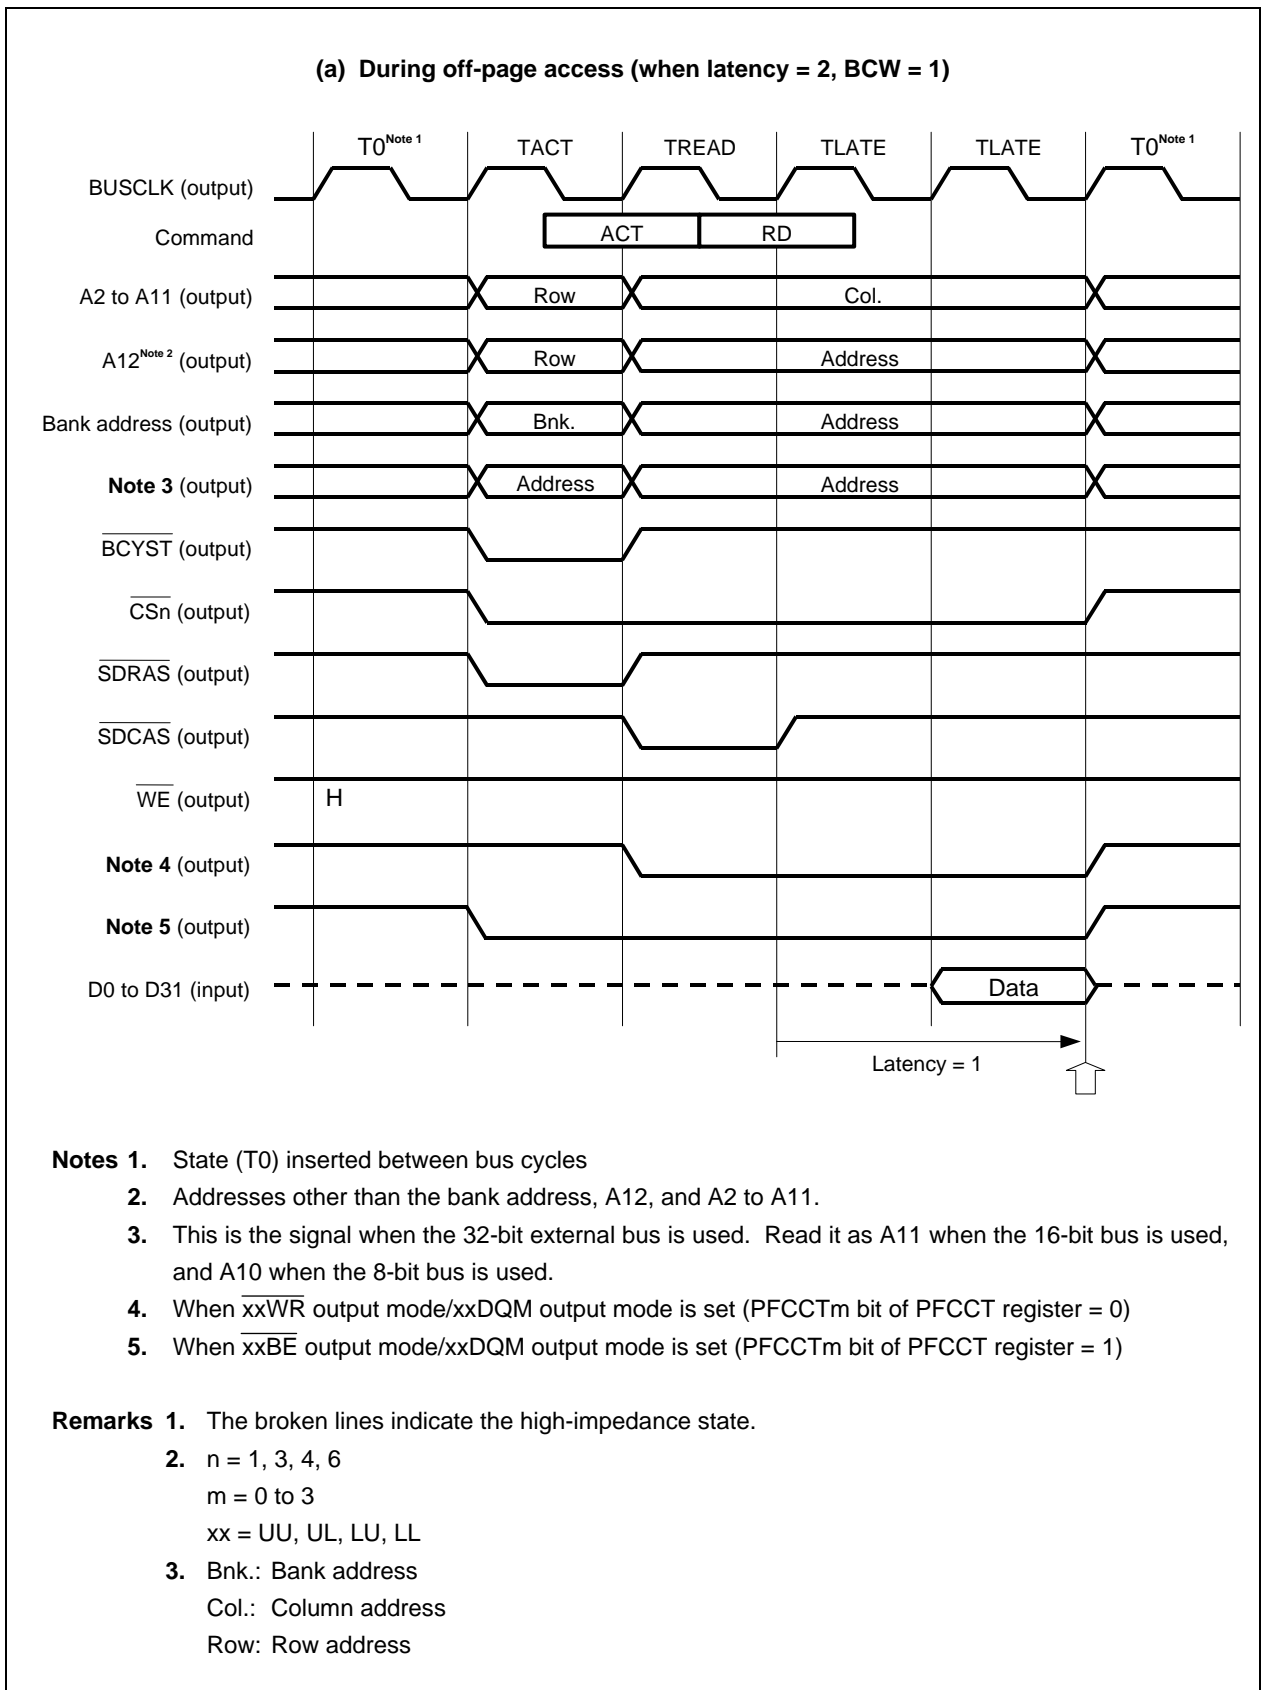 (a) During off-page access (when latency = 2, BCW = 1)
T0Note 1 TACT TREAD TLATE TLATE T0Note 1
BUSCLK (output)
Command ACT RD
A2 to A11 (output) Row Col.
A12Note 2 (output) Row Address
Bank address (output) Bnk. Address
Note 3 (output) Address Address
BCYST (output)
CSn (output)
SDRAS (output)
SDCAS (output)
WE (output) H
Note 4 (output)
Note 5 (output)
D0 to D31 (input) Data
Latency = 1
Notes 1. State (T0) inserted between bus cycles
2. Addresses other than the bank address, A12, and A2 to A11.
3. This is the signal when the 32-bit external bus is used. Read it as A11 when the 16-bit bus is used,
and A10 when the 8-bit bus is used.
4. When xxWR output mode/xxDQM output mode is set (PFCCTm bit of PFCCT register = 0)
5. When xxBE output mode/xxDQM output mode is set (PFCCTm bit of PFCCT register = 1)
Remarks 1. The broken lines indicate the high-impedance state.
2. n = 1, 3, 4, 6
m = 0 to 3
xx = UU, UL, LU, LL
3. Bnk.: Bank address
Col.: Column address
Row: Row address